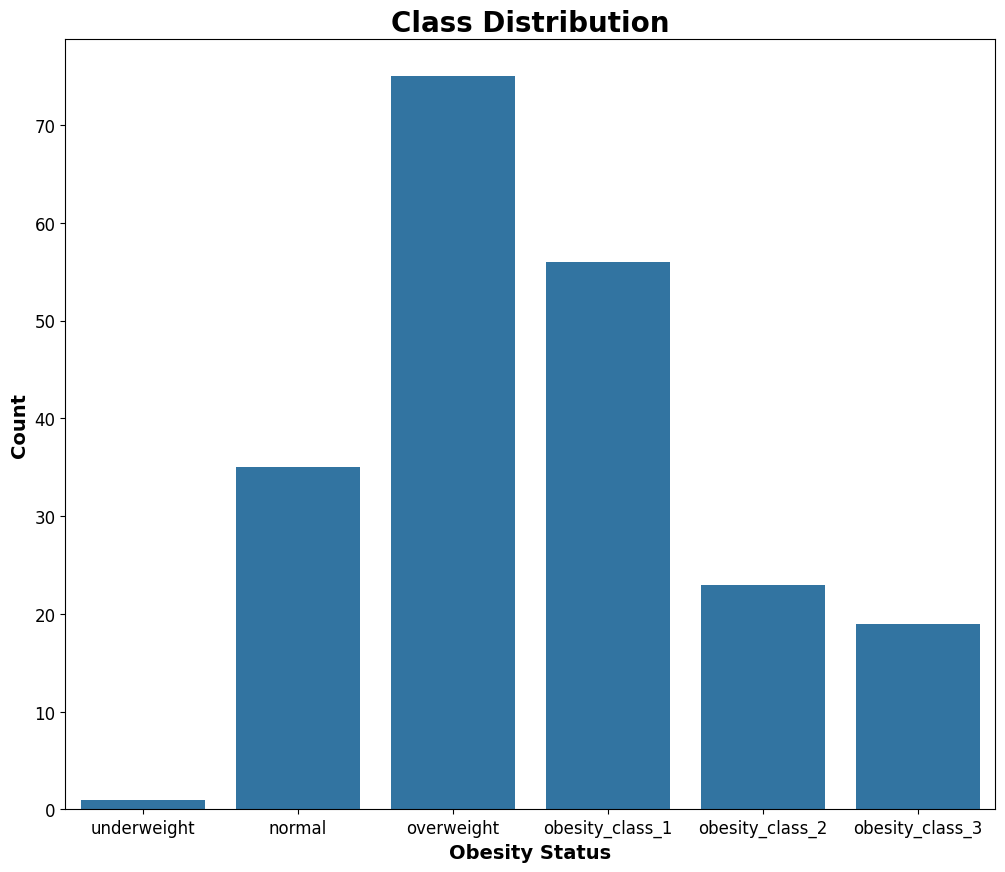 Class Distribution
Count
70
60
50
40
30
20
10
0
underweight normal overweight obesity_class_1 obesity_class_2 obesity_class_3
Obesity Status